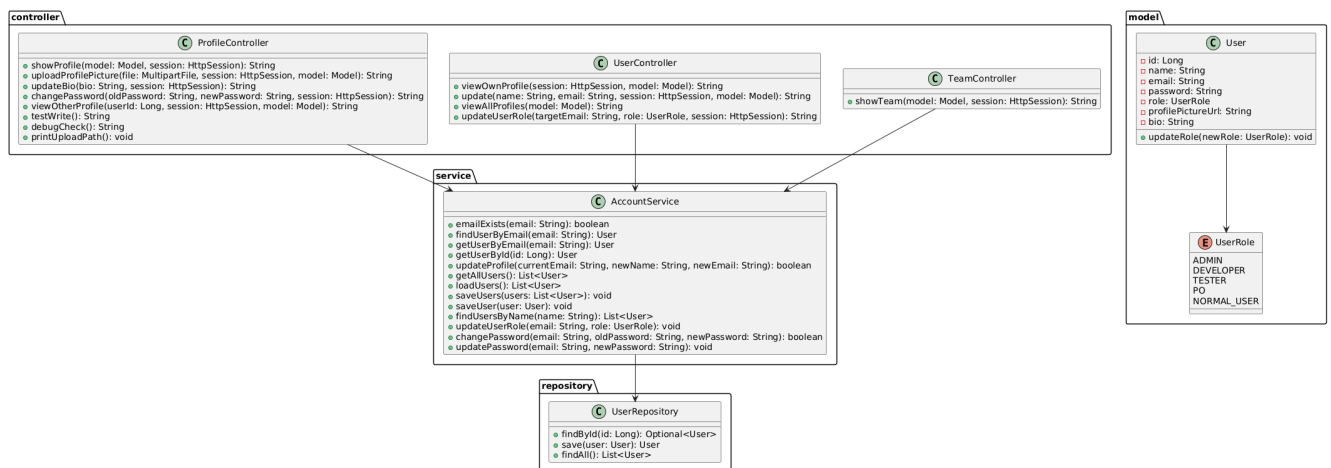 controller
C ProfileController
showProfile(model: Model, session: HttpSession): String
uploadProfilePicture(file: MultipartFile, session: HttpSession, model: Model): String
updateBio(bio: String, session: HttpSession): String
changePassword(oldPassword: String, newPassword: String, session: HttpSession): String
viewOtherProfile(userId: Long, session: HttpSession, model: Model): String
testWrite(): String
debugCheck(): String
printUploadPath(): void
C UserController
viewOwnProfile(session: HttpSession, model: Model): String
update(name: String, email: String, session: HttpSession, model: Model): String
viewAllProfiles(model: Model): String
updateUserRole(targetEmail: String, role: UserRole, session: HttpSession): String
C TeamController
showTeam(model: Model, session: HttpSession): String
model
C User
id: Long
name: String
email: String
password: String
role: UserRole
profilePictureUrl: String
bio: String
updateRole(newRole: UserRole): void
E UserRole
ADMIN
DEVELOPER
TESTER
PO
NORMAL_USER
service
C AccountService
emailExists(email: String): boolean
findUserByEmail(email: String): User
getUserByEmail(email: String): User
getUserById(id: Long): User
updateProfile(currentEmail: String, newName: String, newEmail: String): boolean
getAllUsers(): List<User>
loadUsers(): List<User>
saveUsers(users: List<User>): void
saveUser(user: User): void
findUsersByName(name: String): List<User>
updateUserRole(email: String, role: UserRole): void
changePassword(email: String, oldPassword: String, newPassword: String): boolean
updatePassword(email: String, newPassword: String): void
repository
C UserRepository
findById(id: Long): Optional<User>
save(user: User): User
findAll(): List<User>